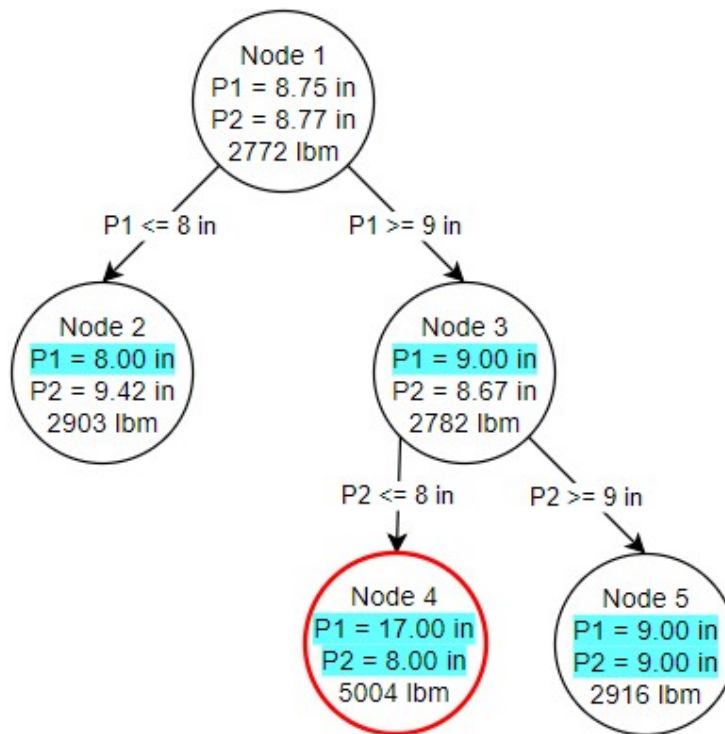 Node 1
P1 = 8.75 in
P2 = 8.77 in
2772 lbm
P1 <= 8 in
P1 >= 9 in
Node 2
P1 = 8.00 in
P2 = 9.42 in
2903 lbm
Node 3
P1 = 9.00 in
P2 = 8.67 in
2782 lbm
P2 <= 8 in
P2 >= 9 in
Node 4
P1 = 17.00 in
P2 = 8.00 in
5004 lbm
Node 5
P1 = 9.00 in
P2 = 9.00 in
2916 lbm